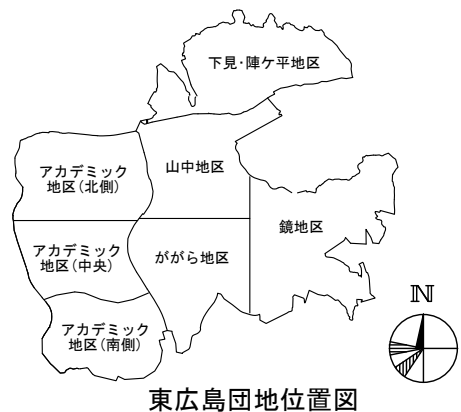 下見・陣ケ平地区
アカデミック
地区(北側)
山中地区
鏡地区
アカデミック
地区(中央)
ががら地区
アカデミック
地区(南側)
N
東広島団地位置図